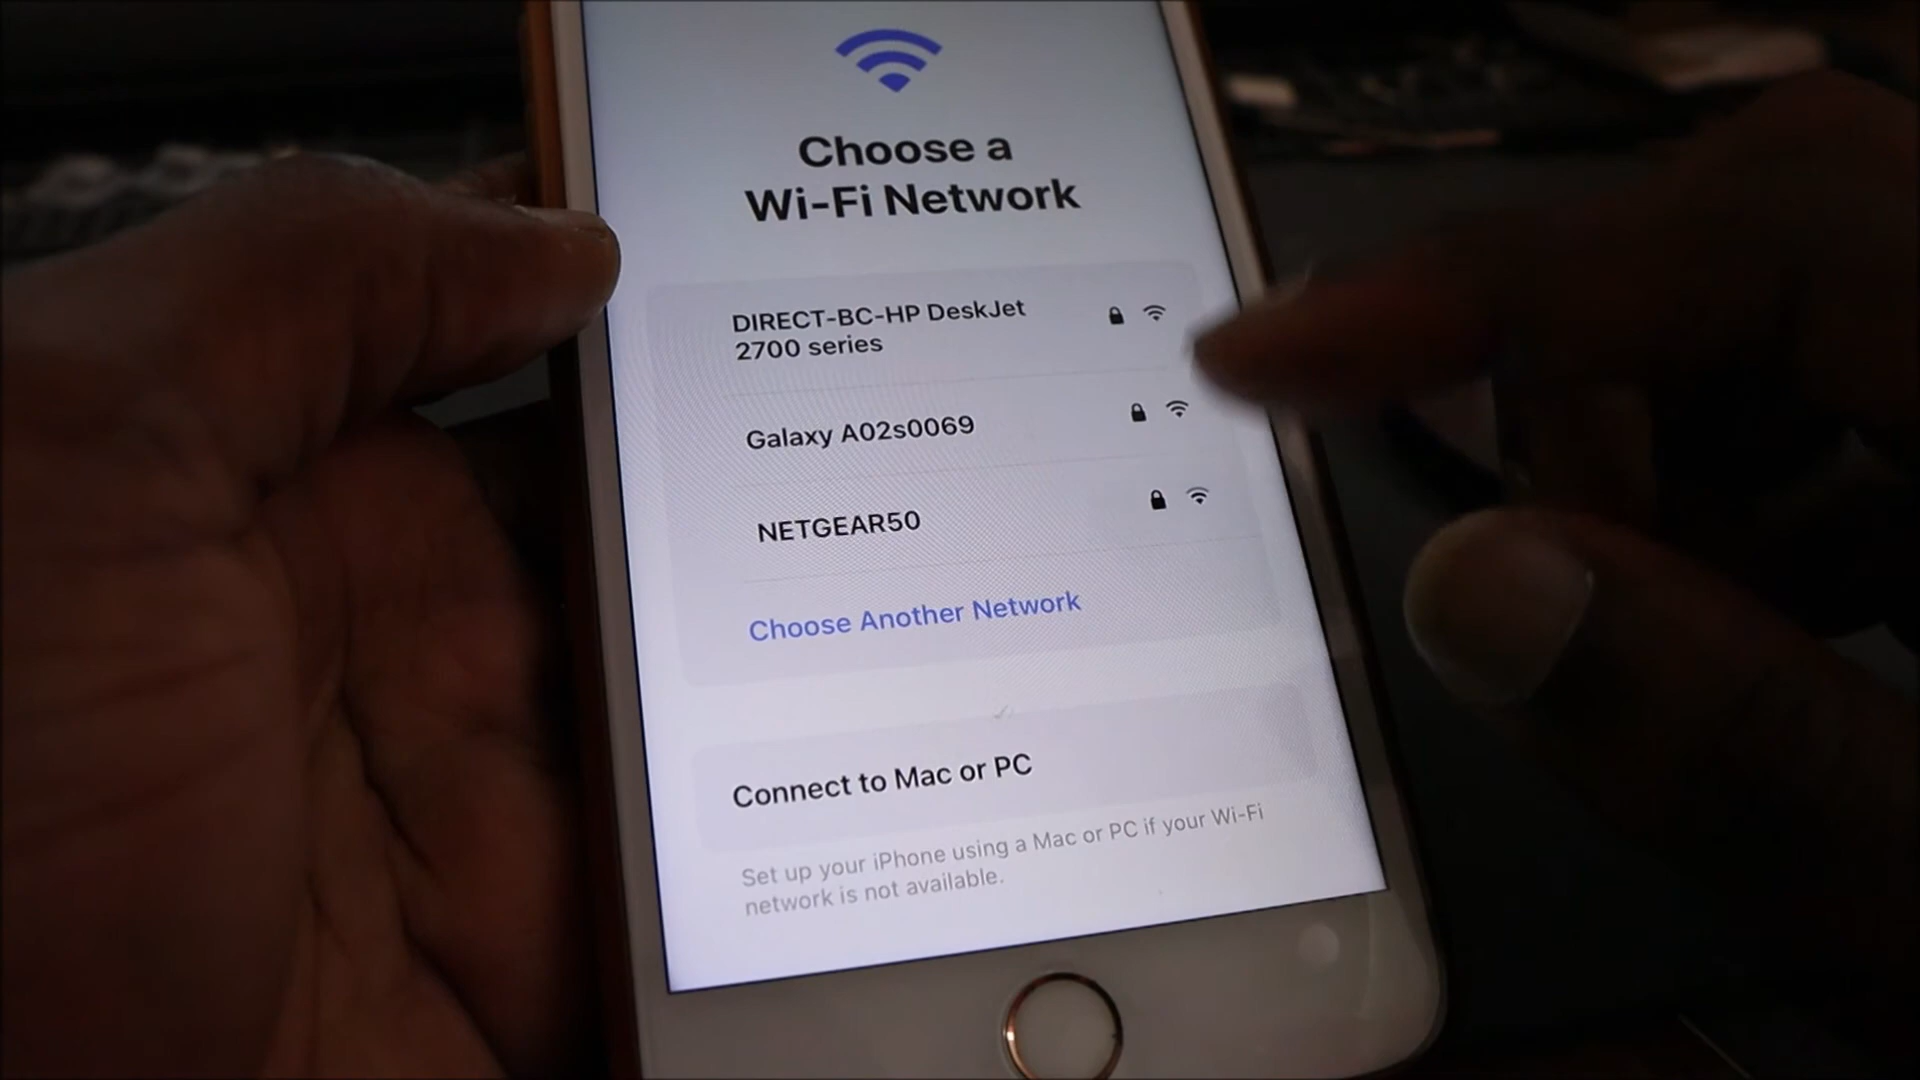 Choose a
Wi-Fi Network
DIRECT-BC-HP DeskJet
2700 series
Galaxy A02s0069
NETGEAR50
Choose Another Network
Connect to Mac or PC
Set up your iPhone using a Mac or PC if your Wi-Fi
network is not available.